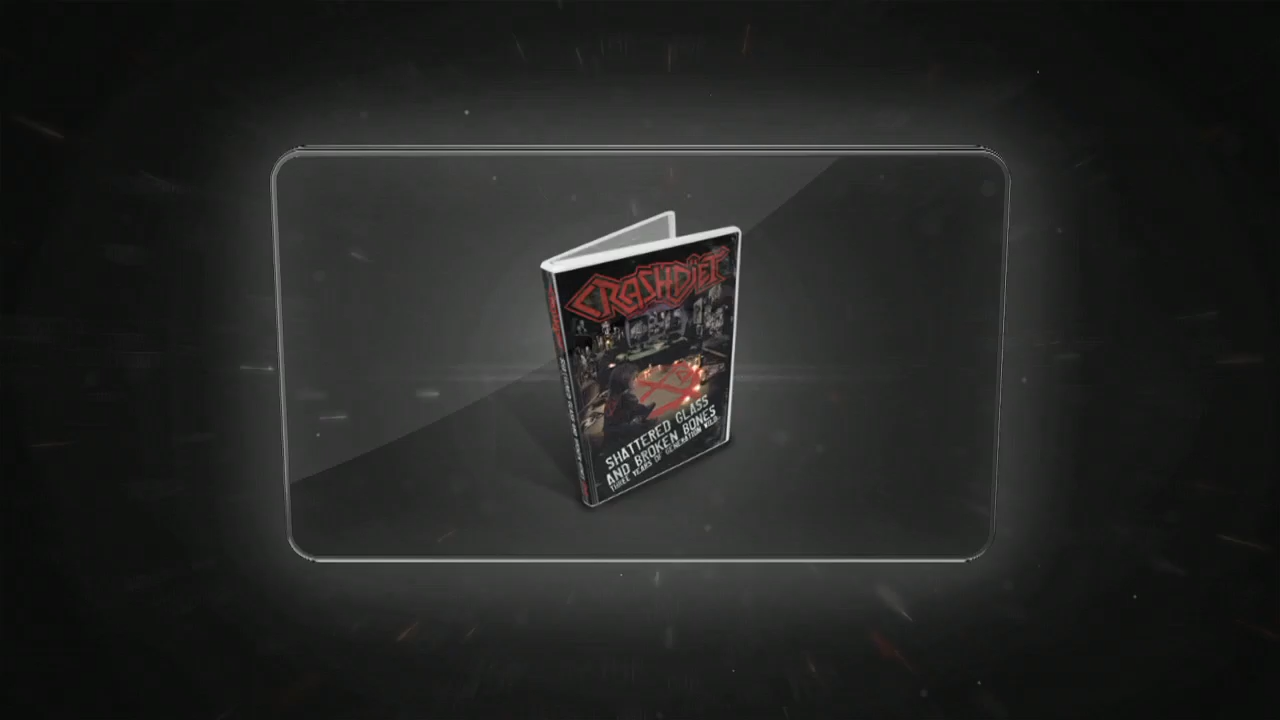 CRASHDÏET
SHATTERED GLASS
AND BROKEN BONES
THREE YEARS OF GENERATION WILD